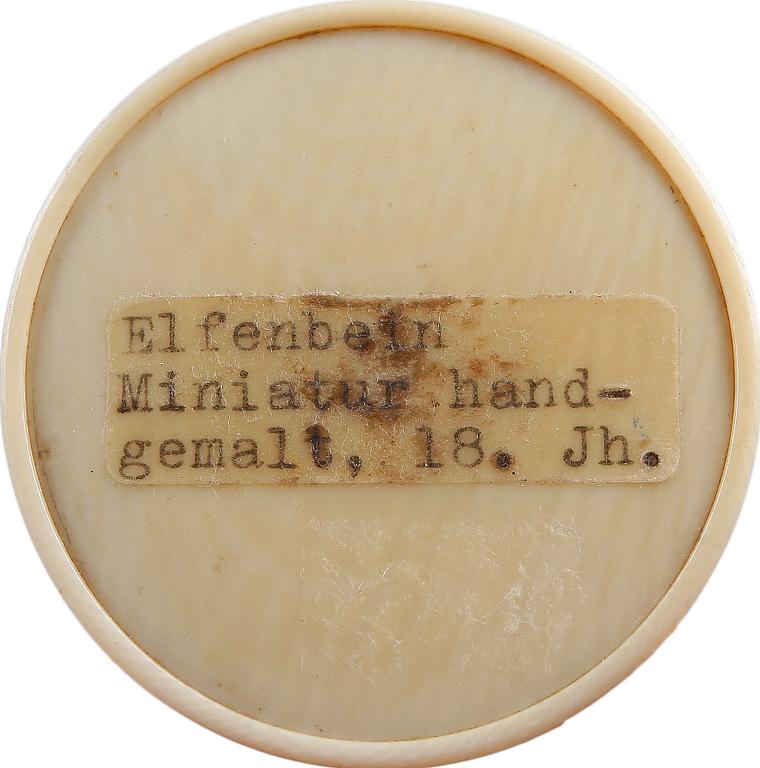 Elfenbein
Miniatur hand-
gemalt, 18. Jh.